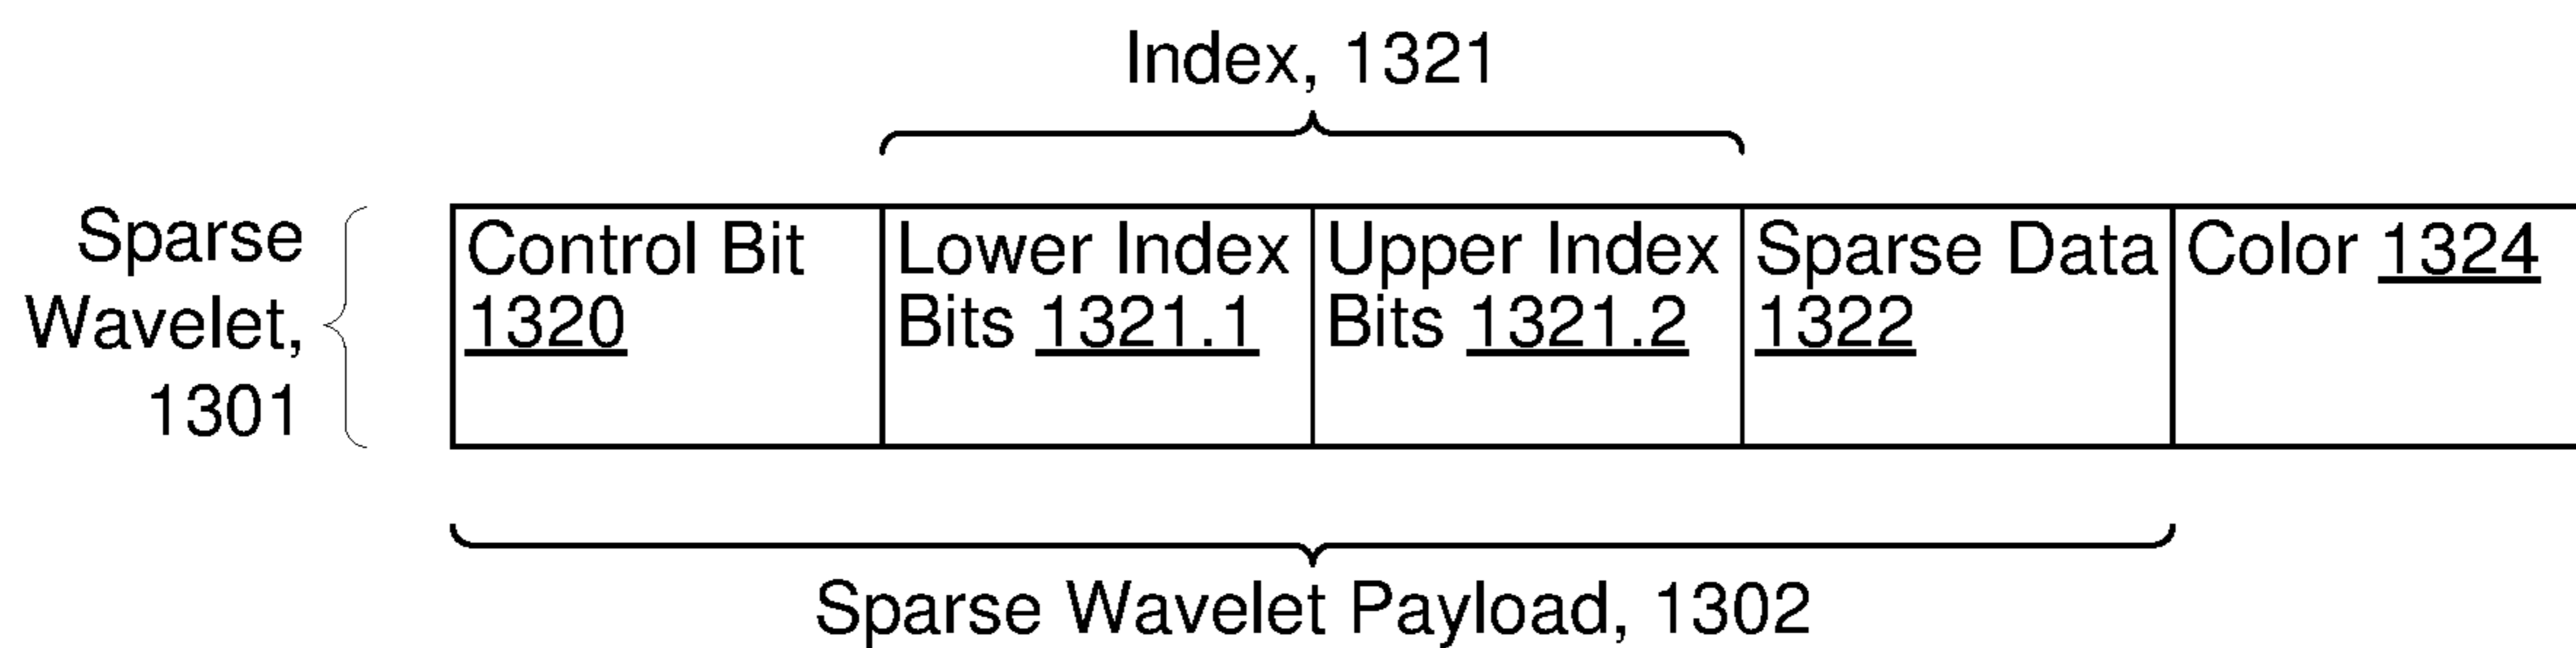 Index, 1321
Sparse
Wavelet,
1301
Control Bit
1320
Lower Index
Bits 1321.1
Upper Index
Bits 1321.2
Sparse Data
1322
Color 1324
Sparse Wavelet Payload, 1302